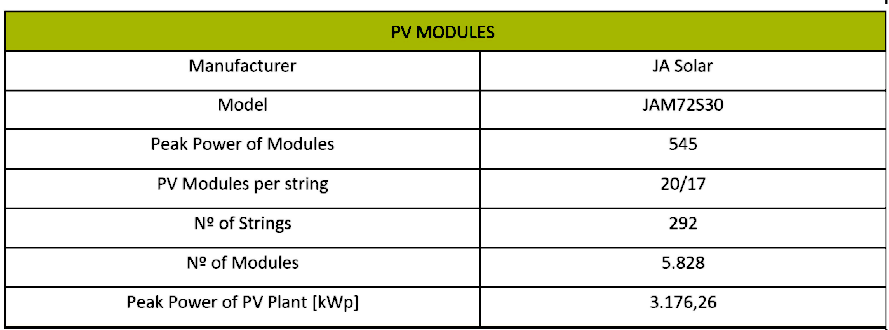 PV MODULES
Manufacturer JA Solar
Model JAM72S30
Peak Power of Modules 545
PV Modules per string 20/17
Nº of Strings 292
Nº of Modules 5.828
Peak Power of PV Plant [kWp] 3.176,26